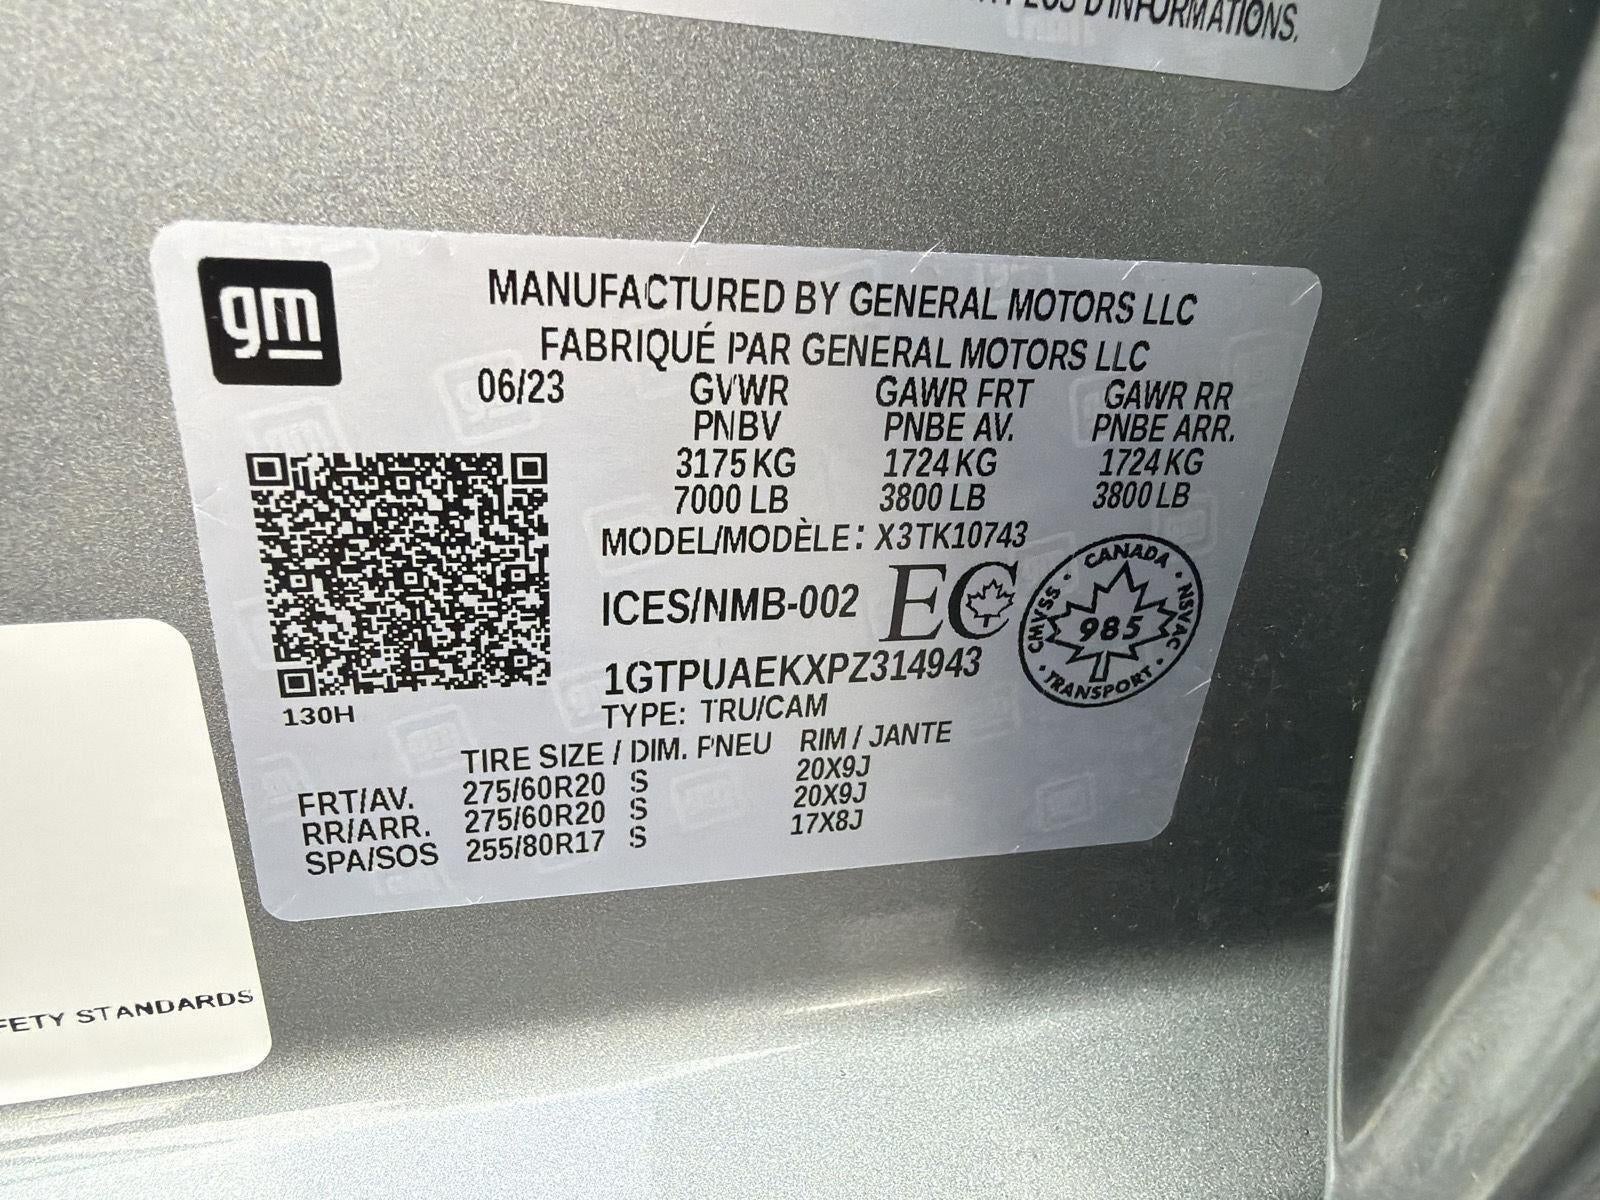 PLUS D'INFORMATIONS.
gm
MANUFACTURED BY GENERAL MOTORS LLC
FABRIQUÉ PAR GENERAL MOTORS LLC
06/23 GVWR GAWR FRT GAWR RR
PNBV PNBE AV. PNBE ARR.
3175 KG 1724 KG 1724 KG
7000 LB 3800 LB 3800 LB
MODEL/MODÈLE: X3TK10743
ICES/NMB-002 EC
CANADA
CMVSS · 985 · NSVAC
TRANSPORT
1GTPUAEKXPZ314943
130H
TYPE: TRU/CAM
TIRE SIZE / DIM. PNEU RIM / JANTE
FRT/AV. 275/60R20 S 20X9J
RR/ARR. 275/60R20 S 20X9J
SPA/SOS 255/80R17 S 17X8J
FETY STANDARDS